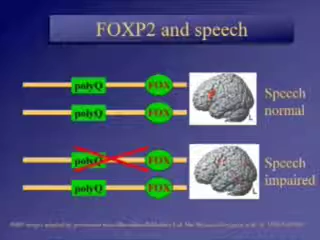 FOXP2 and speech
polyQ FOX
polyQ FOX
Speech
normal
polyQ FOX
polyQ FOX
Speech
impaired